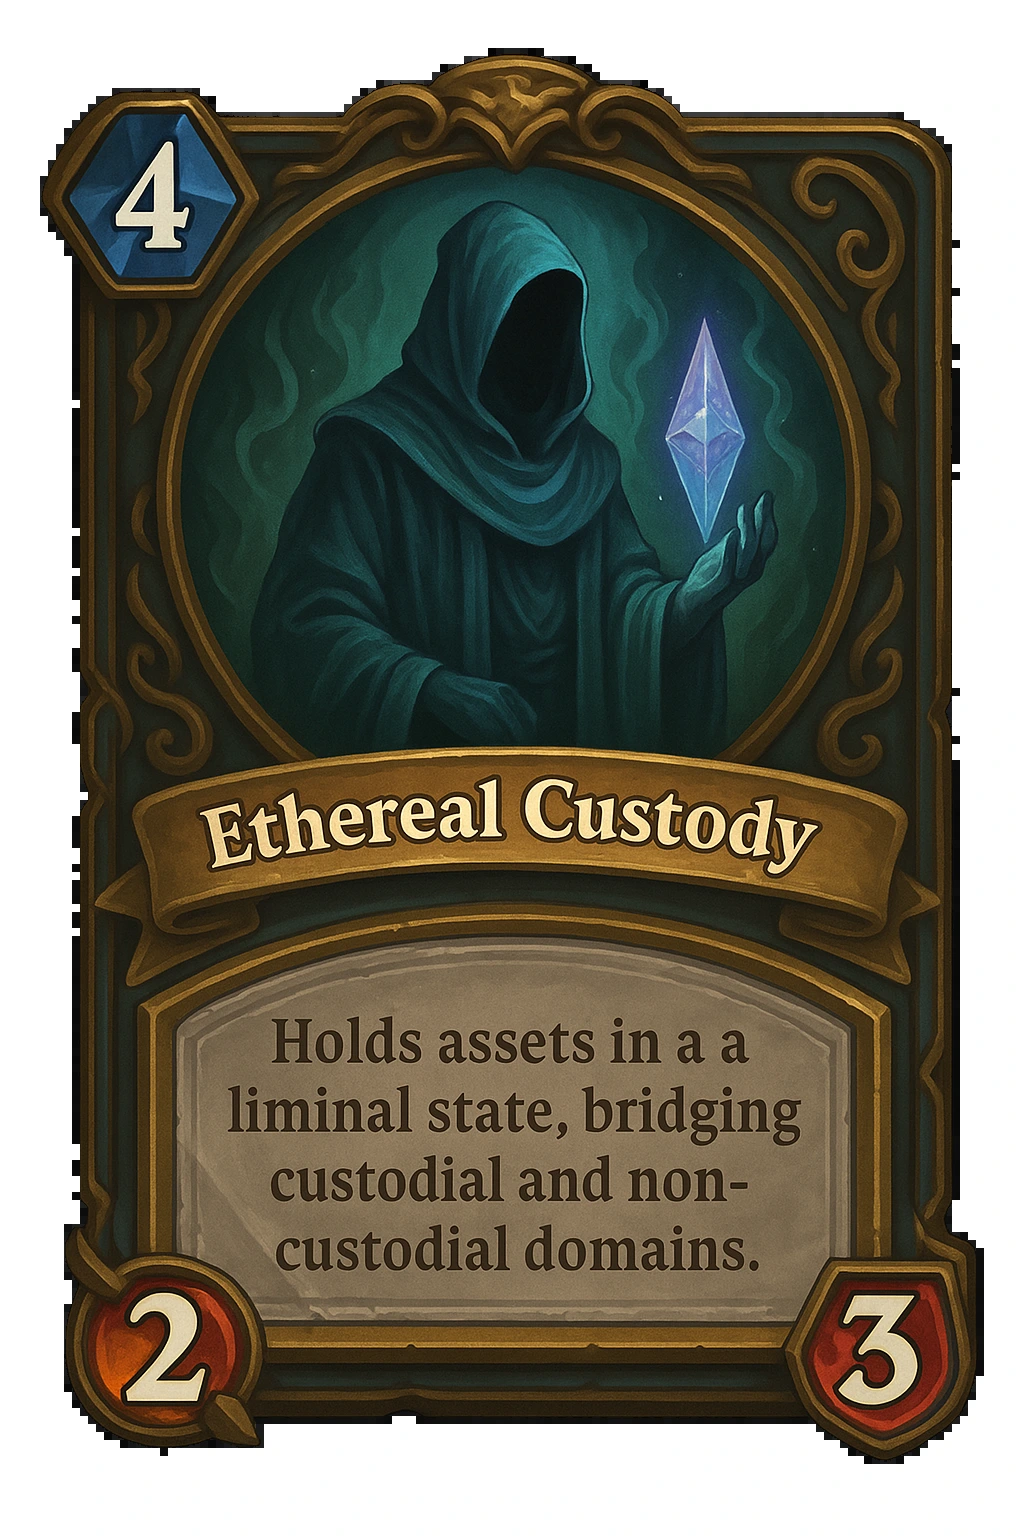 4
Ethereal Custody
Holds assets in a a
liminal state, bridging
custodial and non-
custodial domains.
2
3